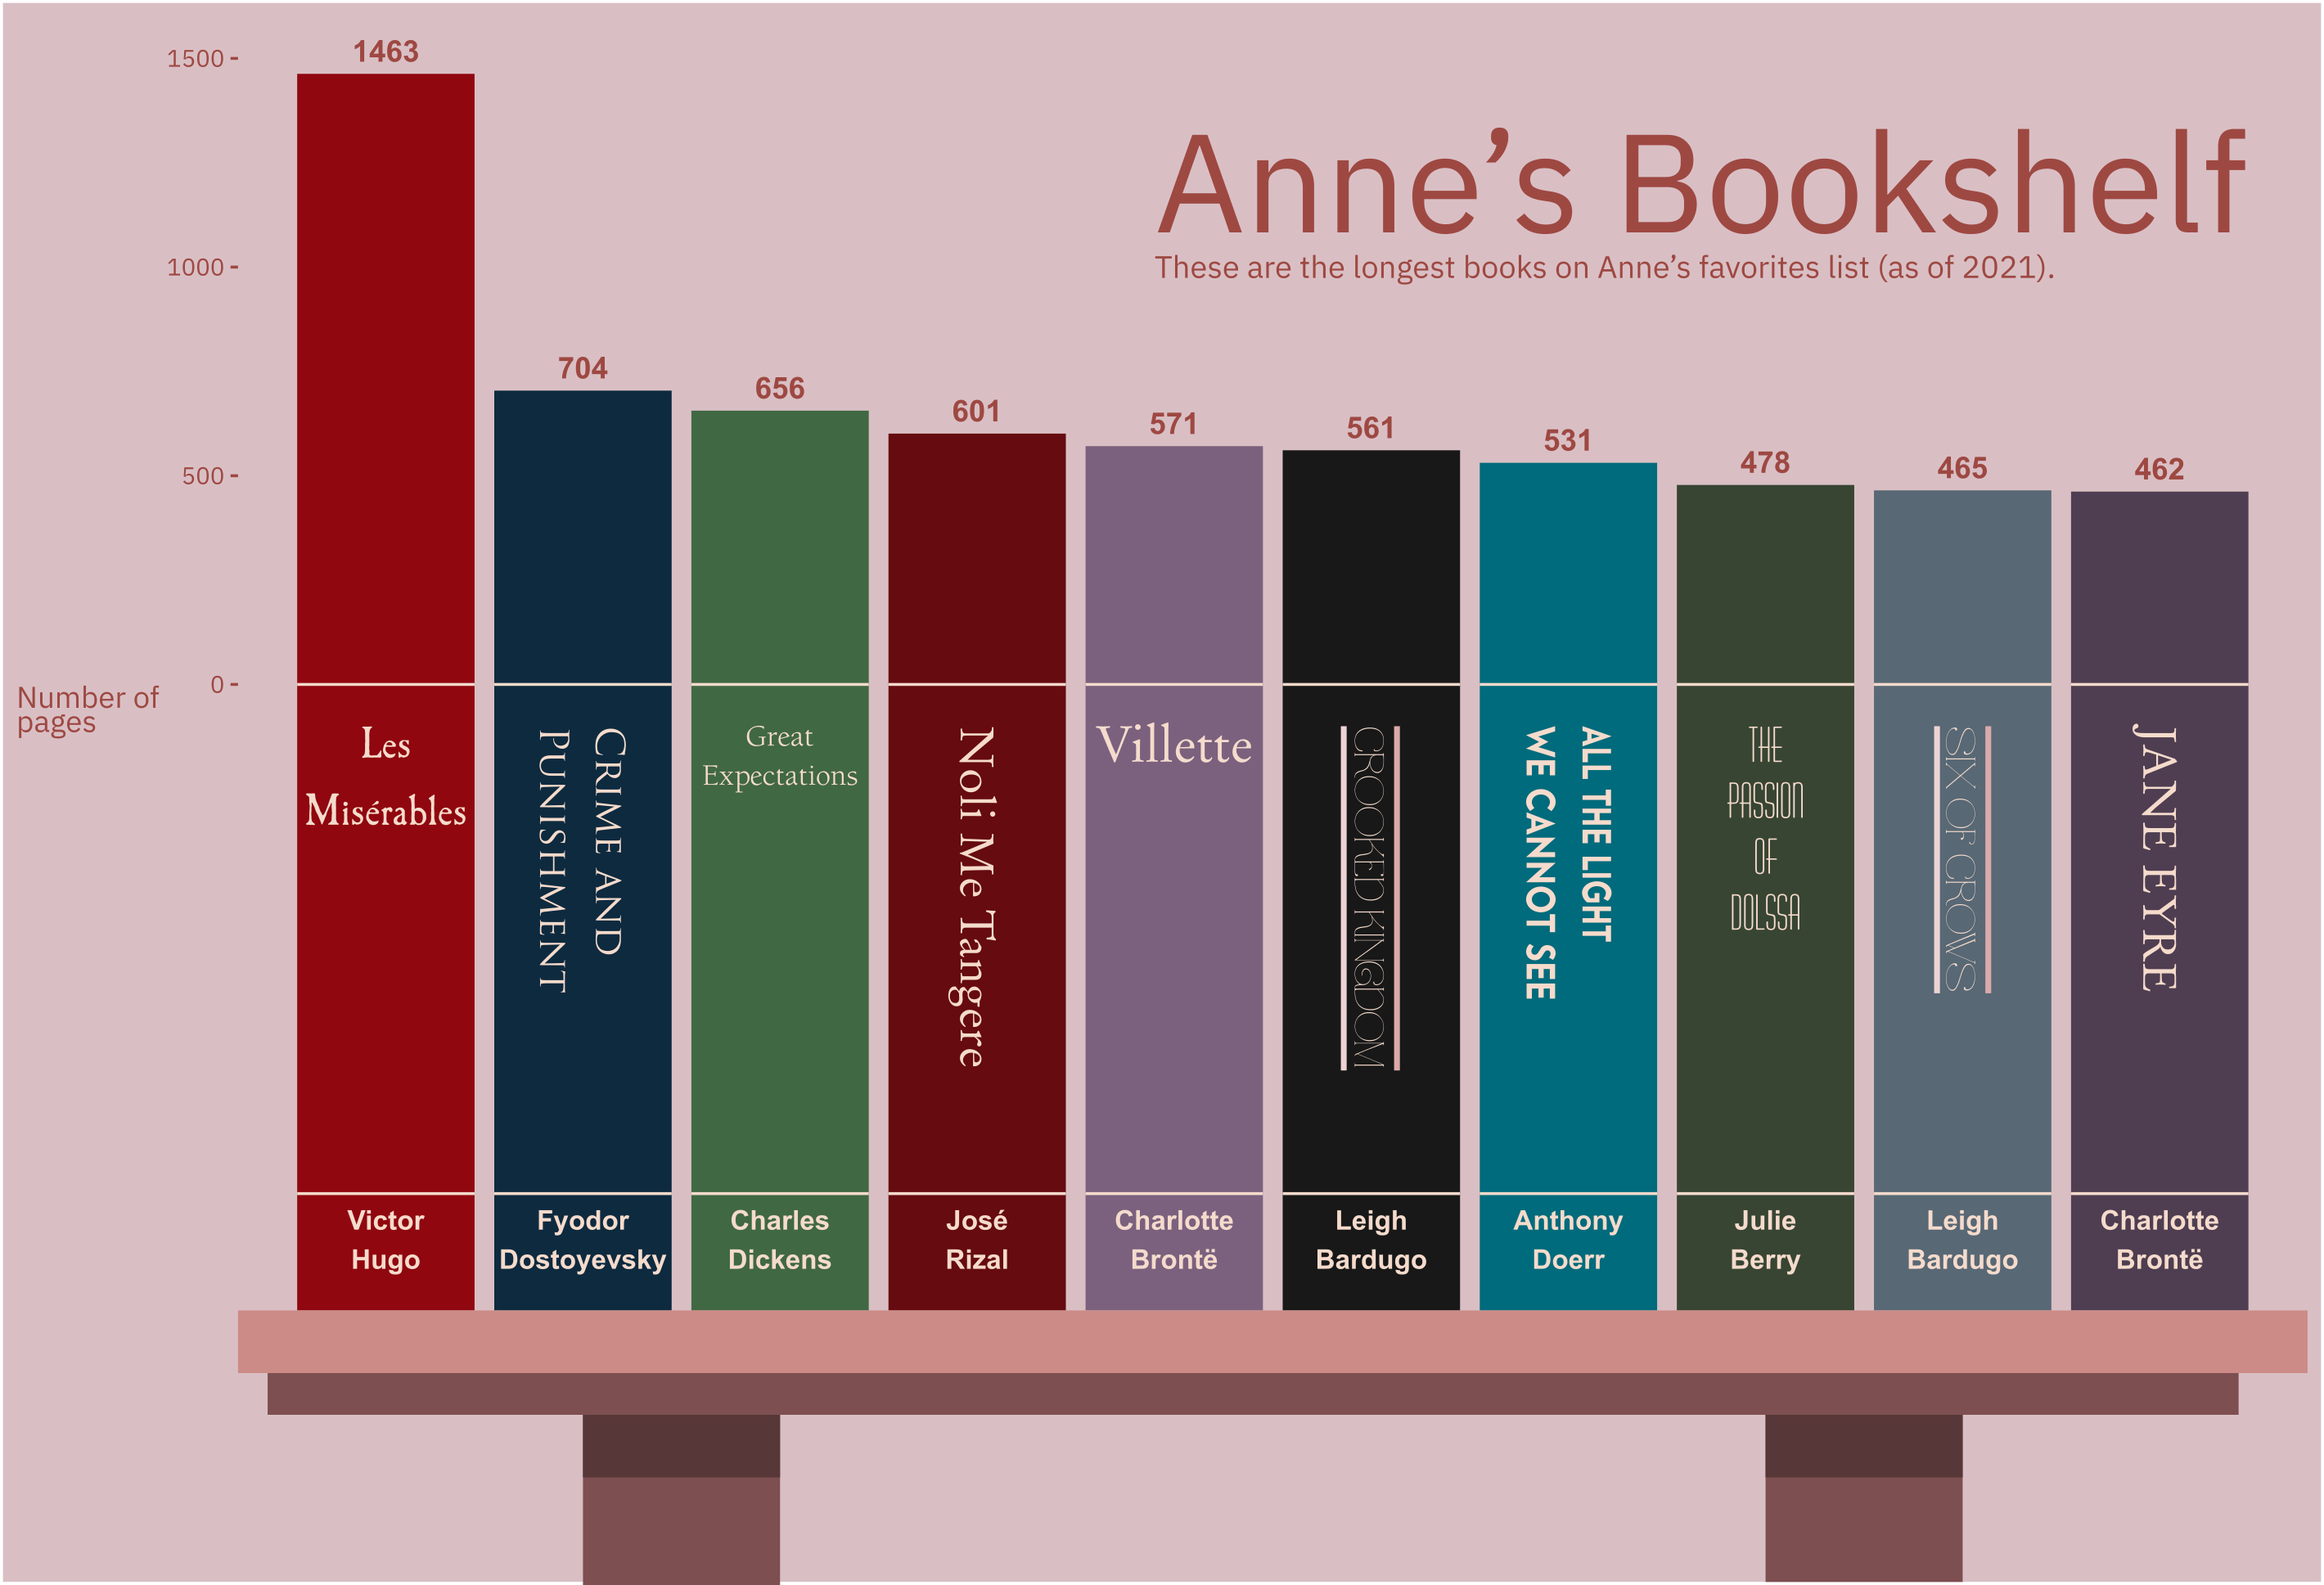 Anne’s Bookshelf
These are the longest books on Anne’s favorites list (as of 2021).
1500
1000
500
0
Number of
pages
1463
704
656
601
571
561
531
478
465
462
Les
Misérables
CRIME AND
PUNISHMENT
Great
Expectations
Noli Me Tangere
Villette
CROOKED KINGDOM
ALL THE LIGHT
WE CANNOT SEE
THE
PASSION
OF
DOLSSA
SIX OF CROWS
JANE EYRE
Victor
Hugo
Fyodor
Dostoyevsky
Charles
Dickens
José
Rizal
Charlotte
Brontë
Leigh
Bardugo
Anthony
Doerr
Julie
Berry
Leigh
Bardugo
Charlotte
Brontë